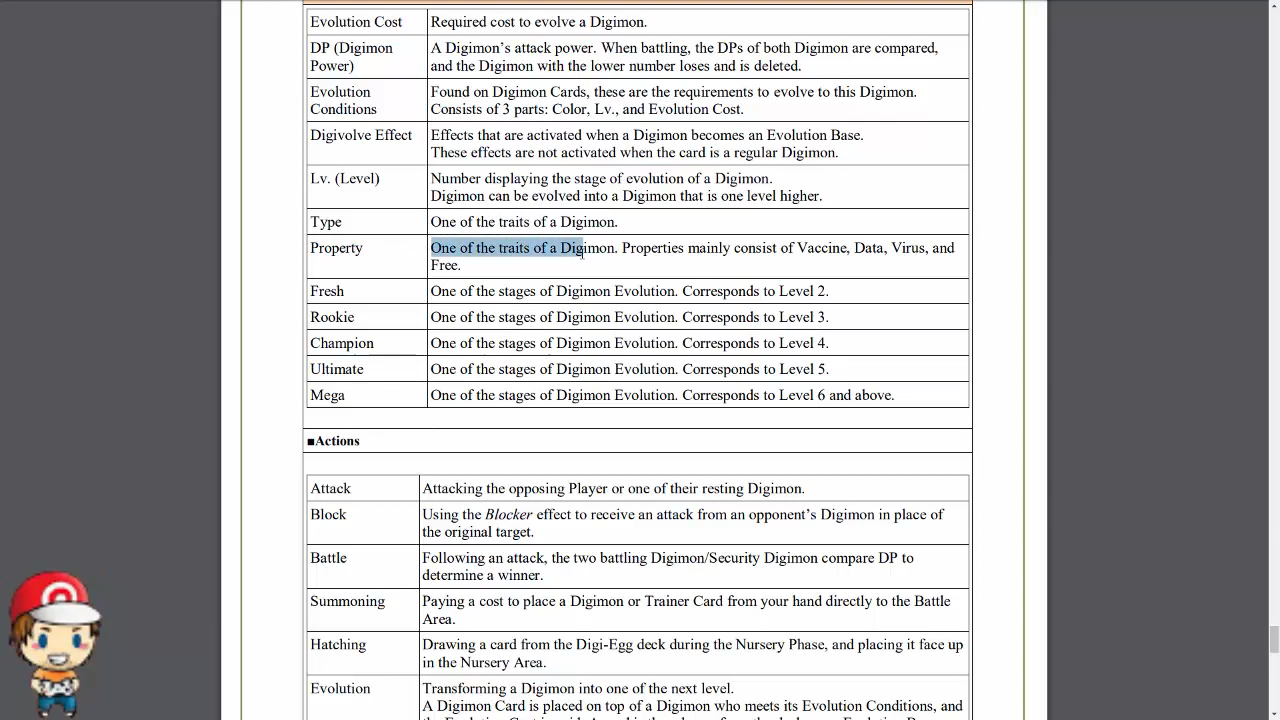 Evolution Cost
Required cost to evolve a Digimon.
DP (Digimon
Power)
A Digimon's attack power. When battling, the DPs of both Digimon are compared,
and the Digimon with the lower number loses and is deleted.
Evolution
Conditions
Found on Digimon Cards, these are the requirements to evolve to this Digimon.
Consists of 3 parts: Color, Lv., and Evolution Cost.
Digivolve Effect
Effects that are activated when a Digimon becomes an Evolution Base.
These effects are not activated when the card is a regular Digimon.
Lv. (Level)
Number displaying the stage of evolution of a Digimon.
Digimon can be evolved into a Digimon that is one level higher.
Type
One of the traits of a Digimon.
Property
One of the traits of a Digimon. Properties mainly consist of Vaccine, Data, Virus, and
Free.
Fresh
One of the stages of Digimon Evolution. Corresponds to Level 2.
Rookie
One of the stages of Digimon Evolution. Corresponds to Level 3.
Champion
One of the stages of Digimon Evolution. Corresponds to Level 4.
Ultimate
One of the stages of Digimon Evolution. Corresponds to Level 5.
Mega
One of the stages of Digimon Evolution. Corresponds to Level 6 and above.
■Actions
Attack
Attacking the opposing Player or one of their resting Digimon.
Block
Using the Blocker effect to receive an attack from an opponent's Digimon in place of
the original target.
Battle
Following an attack, the two battling Digimon/Security Digimon compare DP to
determine a winner.
Summoning
Paying a cost to place a Digimon or Trainer Card from your hand directly to the Battle
Area.
Hatching
Drawing a card from the Digi-Egg deck during the Nursery Phase, and placing it face up
in the Nursery Area.
Evolution
Transforming a Digimon into one of the next level.
A Digimon Card is placed on top of a Digimon who meets its Evolution Conditions, and